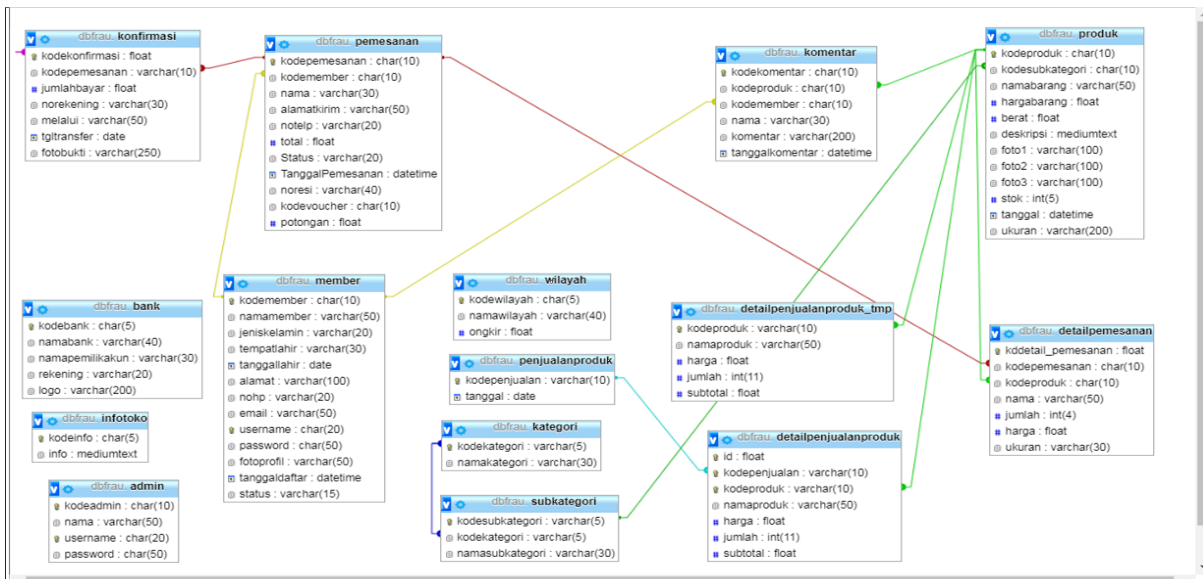 dbfrau. konfirmasi
kodekonfirmasi : float
kodepemesanan : varchar(10)
jumlahbayar : float
norekening : varchar(30)
melalui : varchar(50)
tgltransfer : date
fotobukti : varchar(250)
dbfrau. pemesanan
kodepemesanan : char(10)
kodemember : char(10)
nama : varchar(30)
alamatkirim : varchar(50)
notelp : varchar(20)
total : float
Status : varchar(20)
TanggalPemesanan : datetime
noresi : varchar(40)
kodevoucher : char(10)
potongan : float
dbfrau. komentar
kodekomentar : char(10)
kodeproduk : char(10)
kodemember : char(10)
nama : varchar(30)
komentar : varchar(200)
tanggalkomentar : datetime
dbfrau. produk
kodeproduk : char(10)
kodesubkategori : char(10)
namabarang : varchar(50)
hargabarang : float
berat : float
deskripsi : mediumtext
foto1 : varchar(100)
foto2 : varchar(100)
foto3 : varchar(100)
stok : int(5)
tanggal : datetime
ukuran : varchar(200)
dbfrau. bank
kodebank : char(5)
namabank : varchar(40)
namapemilikakun : varchar(30)
rekening : varchar(20)
logo : varchar(200)
dbfrau. member
kodemember : char(10)
namamember : varchar(50)
jeniskelamin : varchar(20)
tempatlahir : varchar(30)
tanggallahir : date
alamat : varchar(100)
nohp : varchar(20)
email : varchar(50)
username : char(20)
password : char(50)
fotoprofil : varchar(50)
tanggaldaftar : datetime
status : varchar(15)
dbfrau. wilayah
kodewilayah : char(5)
namawilayah : varchar(40)
ongkir : float
dbfrau. detailpenjualanproduk_tmp
kodeproduk : varchar(10)
namaproduk : varchar(50)
harga : float
jumlah : int(11)
subtotal : float
dbfrau. detailpemesanan
kddetail_pemesanan : float
kodepemesanan : char(10)
kodeproduk : char(10)
nama : varchar(50)
jumlah : int(4)
harga : float
ukuran : varchar(30)
dbfrau. penjualanproduk
kodepenjualan : varchar(10)
tanggal : date
dbfrau. infotoko
kodeinfo : char(5)
info : mediumtext
dbfrau. kategori
kodekategori : varchar(5)
namakategori : varchar(30)
dbfrau. detailpenjualanproduk
id : float
kodepenjualan : varchar(10)
kodeproduk : varchar(10)
namaproduk : varchar(50)
harga : float
jumlah : int(11)
subtotal : float
dbfrau. admin
kodeadmin : char(10)
nama : varchar(50)
username : char(20)
password : char(50)
dbfrau. subkategori
kodesubkategori : varchar(5)
kodekategori : varchar(5)
namasubkategori : varchar(30)